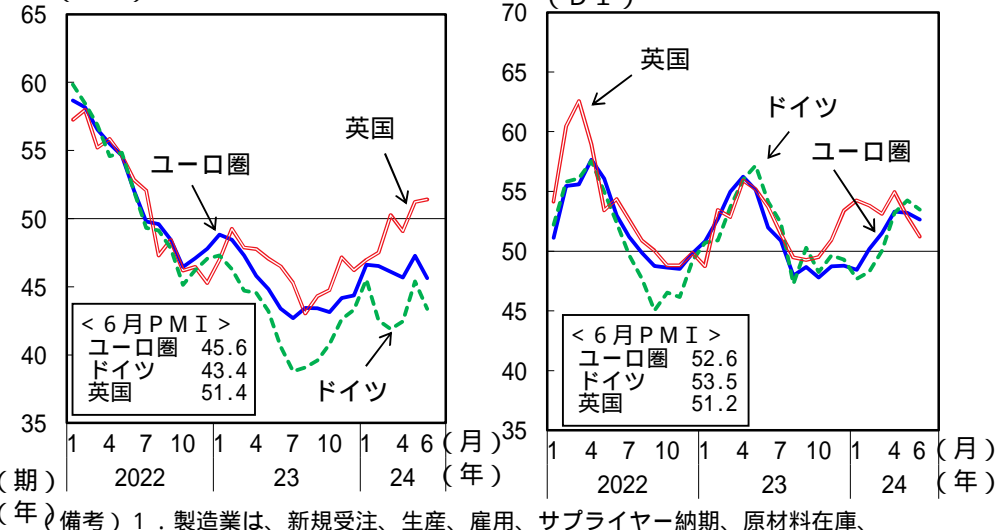 (ＤＩ)
65
60
55
50
45
40
35
英国
ユーロ圏
ドイツ
＜６月ＰＭＩ＞
ユーロ圏 45.6
ドイツ 43.4
英国 51.4
1 4 7 10 1 4 7 10 1 4 6 (月)
2022 23 24 (年)
70
65
60
55
50
45
40
35
英国
ドイツ
ユーロ圏
＜６月ＰＭＩ＞
ユーロ圏 52.6
ドイツ 53.5
英国 51.2
1 4 7 10 1 4 7 10 1 4 6 (月)
2022 23 24 (年)
(期)
(年)
(備考)１．製造業は、新規受注、生産、雇用、サプライヤー納期、原材料在庫、